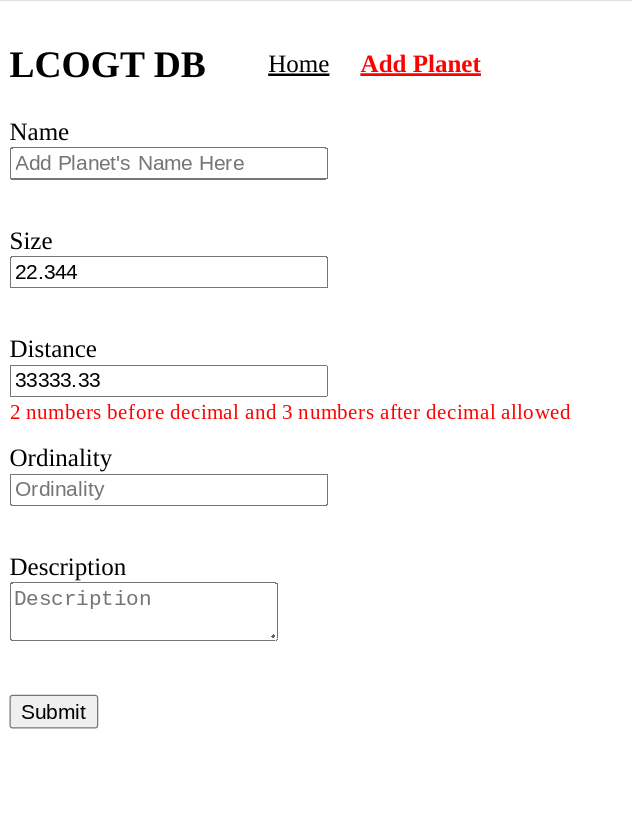 LCOGT DB Home Add Planet
Name
Add Planet's Name Here
Size
22.344
Distance
33333.33
2 numbers before decimal and 3 numbers after decimal allowed
Ordinality
Ordinality
Description
Description
Submit